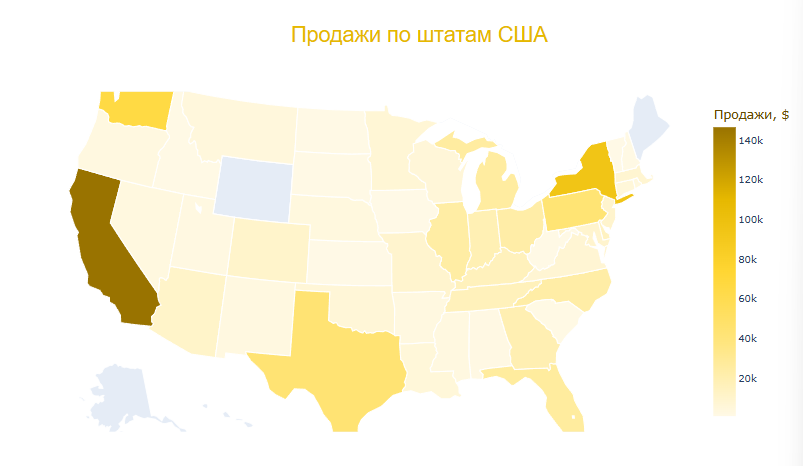 Продажи по штатам США
Продажи, $
140k
120k
100k
80k
60k
40k
20k